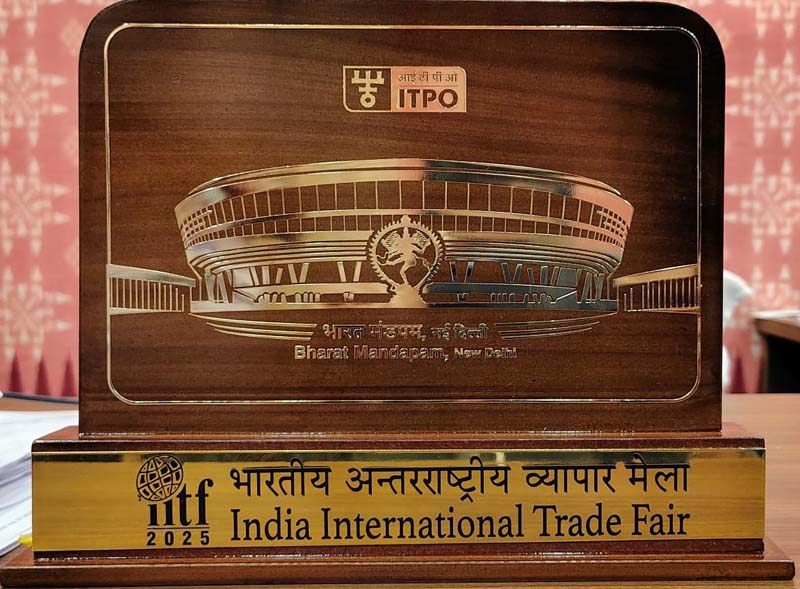 आई टी पी ओ
ITPO
भारत मंडपम, नई दिल्ली
Bharat Mandapam, New Delhi
iitf
2025
भारतीय अन्तरराष्ट्रीय व्यापार मेला
India International Trade Fair